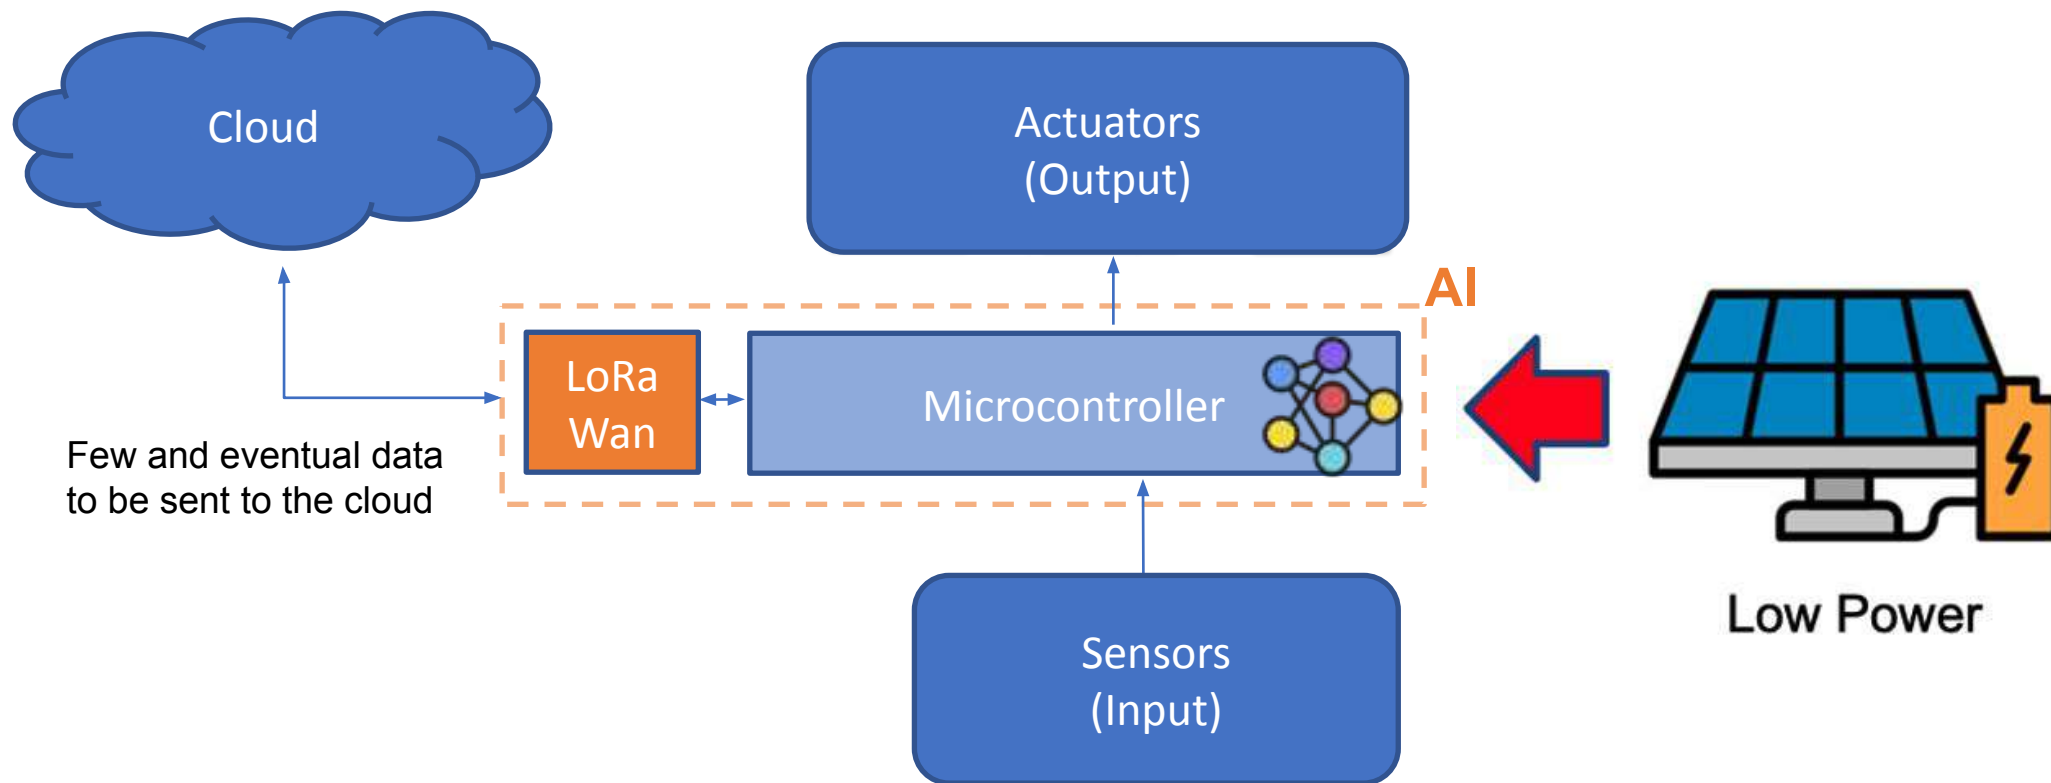 Cloud
Actuators
(Output)
AI
LoRa
Wan
Microcontroller
Few and eventual data
to be sent to the cloud
Sensors
(Input)
Low Power